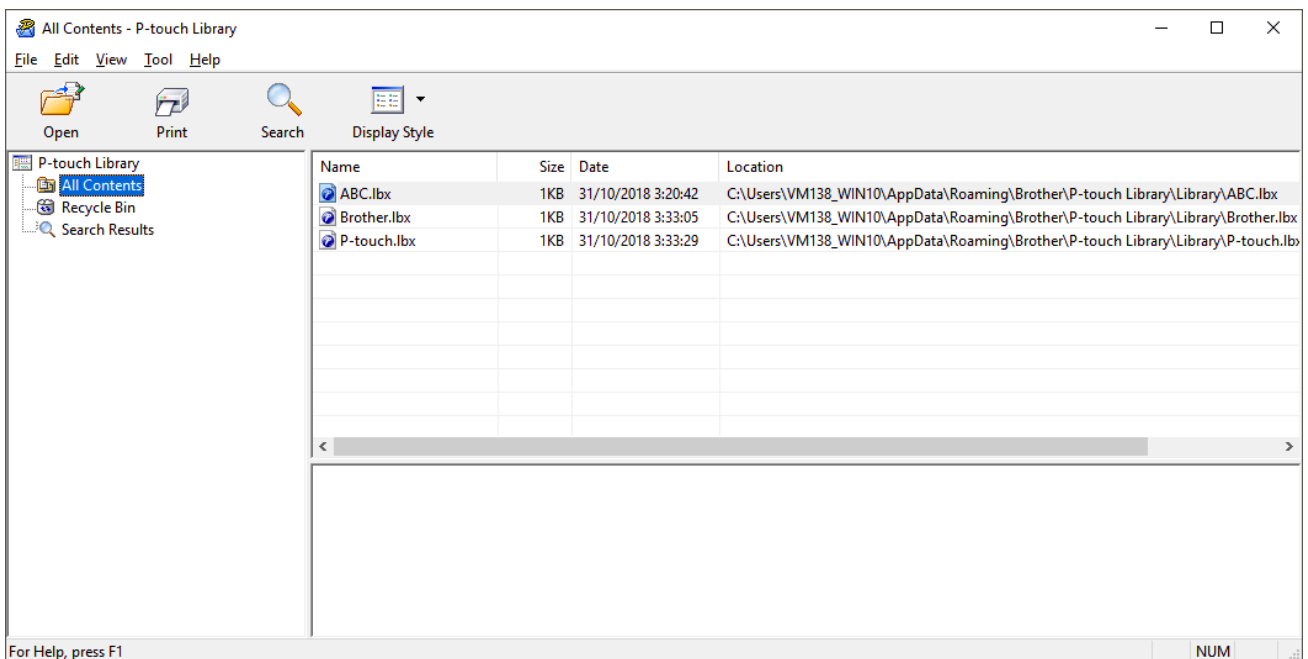 All Contents - P-touch Library
File Edit View Tool Help
Open Print Search Display Style
P-touch Library
All Contents
Recycle Bin
Search Results
Name Size Date Location
ABC.lbx 1KB 31/10/2018 3:20:42 C:\Users\VM138_WIN10\AppData\Roaming\Brother\P-touch Library\Library\ABC.lbx
Brother.lbx 1KB 31/10/2018 3:33:05 C:\Users\VM138_WIN10\AppData\Roaming\Brother\P-touch Library\Library\Brother.lbx
P-touch.lbx 1KB 31/10/2018 3:33:29 C:\Users\VM138_WIN10\AppData\Roaming\Brother\P-touch Library\Library\P-touch.lbx
For Help, press F1 NUM